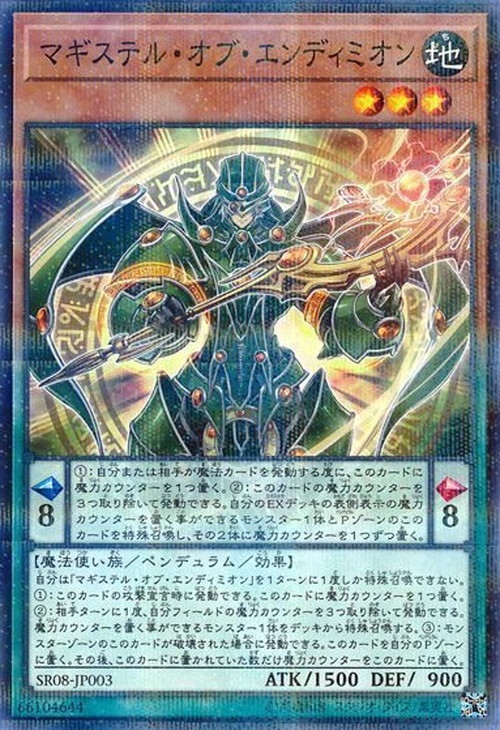 マギステル・オブ・エンディミオン
地
①:自分または相手が魔法カードを発動する度に、このカードに
魔力カウンターを1つ置く。②:このカードの魔力カウンターを
3つ取り除いて発動できる。自分のEXデッキの表側表示の魔力
カウンターを置く事ができるモンスター1体とPゾーンのこの
カードを特殊召喚し、その2体に魔力カウンターを1つずつ置く。
8
8
【魔法使い族/ペンデュラム/効果】
自分は「マギステル・オブ・エンディミオン」を1ターンに1度しか特殊召喚できない。
①:このカードの攻撃宣言時に発動できる。このカードに魔力カウンターを1つ置く。
②:相手ターンに1度、自分フィールドの魔力カウンターを3つ取り除いて発動できる。
魔力カウンターを置く事ができるモンスター1体をデッキから特殊召喚する。③:モン
スターゾーンのこのカードが破壊された場合に発動できる。このカードを自分のPゾーン
に置く。その後、このカードに置かれていた数だけ魔力カウンターをこのカードに置く。
SR08-JP003
ATK/1500 DEF/ 900
66104644
©高橋和希 スタジオ・ダイス/集英社